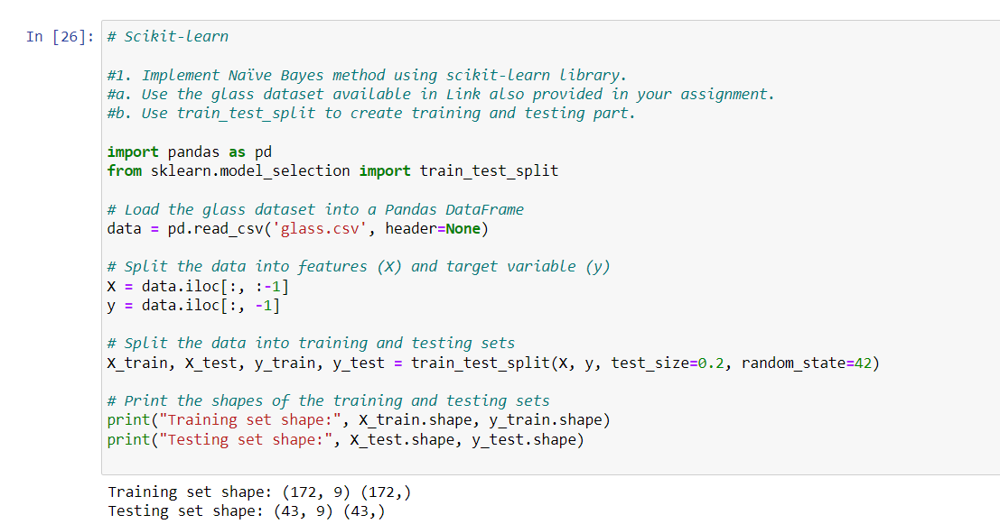 In [26]: # Scikit-learn
#1. Implement Naïve Bayes method using scikit-learn library.
#a. Use the glass dataset available in Link also provided in your assignment.
#b. Use train_test_split to create training and testing part.
import pandas as pd
from sklearn.model_selection import train_test_split
# Load the glass dataset into a Pandas DataFrame
data = pd.read_csv('glass.csv', header=None)
# Split the data into features (X) and target variable (y)
X = data.iloc[:, :-1]
y = data.iloc[:, -1]
# Split the data into training and testing sets
X_train, X_test, y_train, y_test = train_test_split(X, y, test_size=0.2, random_state=42)
# Print the shapes of the training and testing sets
print("Training set shape:", X_train.shape, y_train.shape)
print("Testing set shape:", X_test.shape, y_test.shape)
Training set shape: (172, 9) (172,)
Testing set shape: (43, 9) (43,)